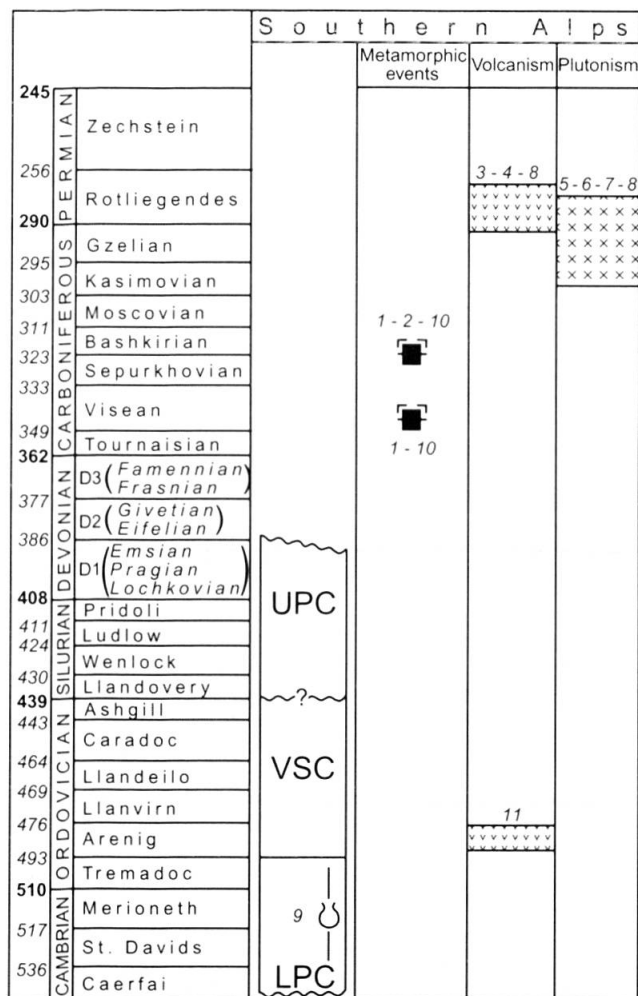 Southern Alps
Metamorphic events
Volcanism
Plutonism
245
PERMIAN
Zechstein
256
3 - 4 - 8
5 - 6 - 7 - 8
Rotliegendes
290
CARBONIFEROUS
Gzelian
295
Kasimovian
303
Moscovian
311
1 - 2 - 10
Bashkirian
323
Sepurkhovian
333
Visean
349
1 - 10
Tournaisian
362
DEVONIAN
D3 (Famennian
Frasnian)
377
D2 (Givetian
Eifelian)
386
D1 (Emsian
Pragian
Lochkovian)
408
UPC
SILURIAN
Pridoli
411
Ludlow
424
Wenlock
430
Llandovery
439
?
ORDOVICIAN
Ashgill
443
Caradoc
464
VSC
Llandeilo
469
Llanvirn
476
11
Arenig
493
Tremadoc
510
CAMBRIAN
Merioneth
9
517
St. Davids
536
LPC
Caerfai